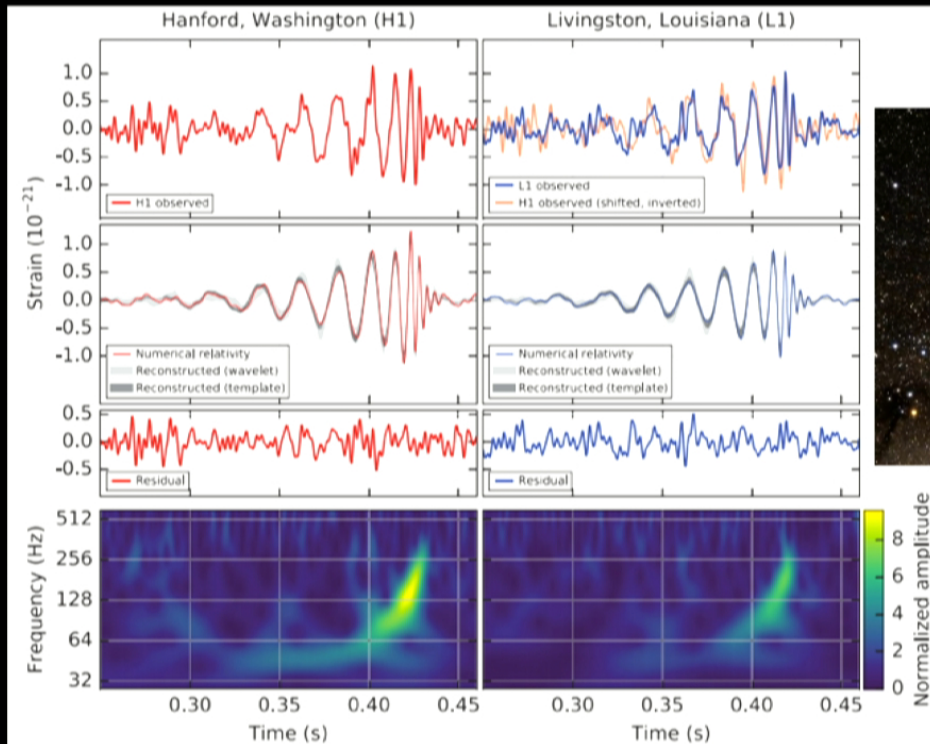 Hanford, Washington (H1)
Livingston, Louisiana (L1)
Strain (10⁻²¹)
1.0
0.5
0.0
-0.5
-1.0
H1 observed
L1 observed
H1 observed (shifted, inverted)
1.0
0.5
0.0
-0.5
-1.0
Numerical relativity
Reconstructed (wavelet)
Reconstructed (template)
Numerical relativity
Reconstructed (wavelet)
Reconstructed (template)
0.5
0.0
-0.5
Residual
Residual
Frequency (Hz)
512
256
128
64
32
Normalized amplitude
8
6
4
2
0
0.30 0.35 0.40 0.45
0.30 0.35 0.40 0.45
Time (s)
Time (s)